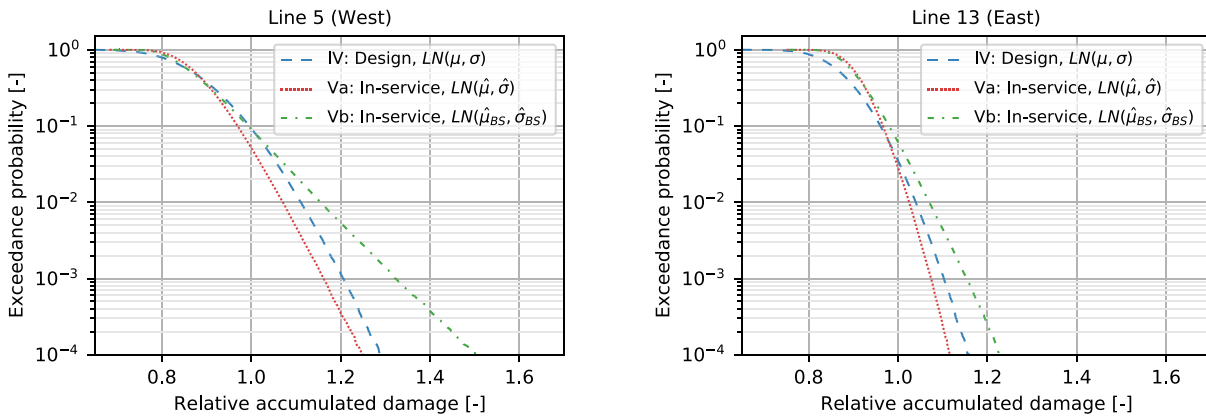 Line 5 (West)
Exceedance probability [-]
10⁰
10⁻¹
10⁻²
10⁻³
10⁻⁴
IV: Design, LN(μ, σ)
Va: In-service, LN(μ̂, σ̂)
Vb: In-service, LN(μ̂_BS, σ̂_BS)
0.8 1.0 1.2 1.4 1.6
Relative accumulated damage [-]
Line 13 (East)
Exceedance probability [-]
10⁰
10⁻¹
10⁻²
10⁻³
10⁻⁴
IV: Design, LN(μ, σ)
Va: In-service, LN(μ̂, σ̂)
Vb: In-service, LN(μ̂_BS, σ̂_BS)
0.8 1.0 1.2 1.4 1.6
Relative accumulated damage [-]